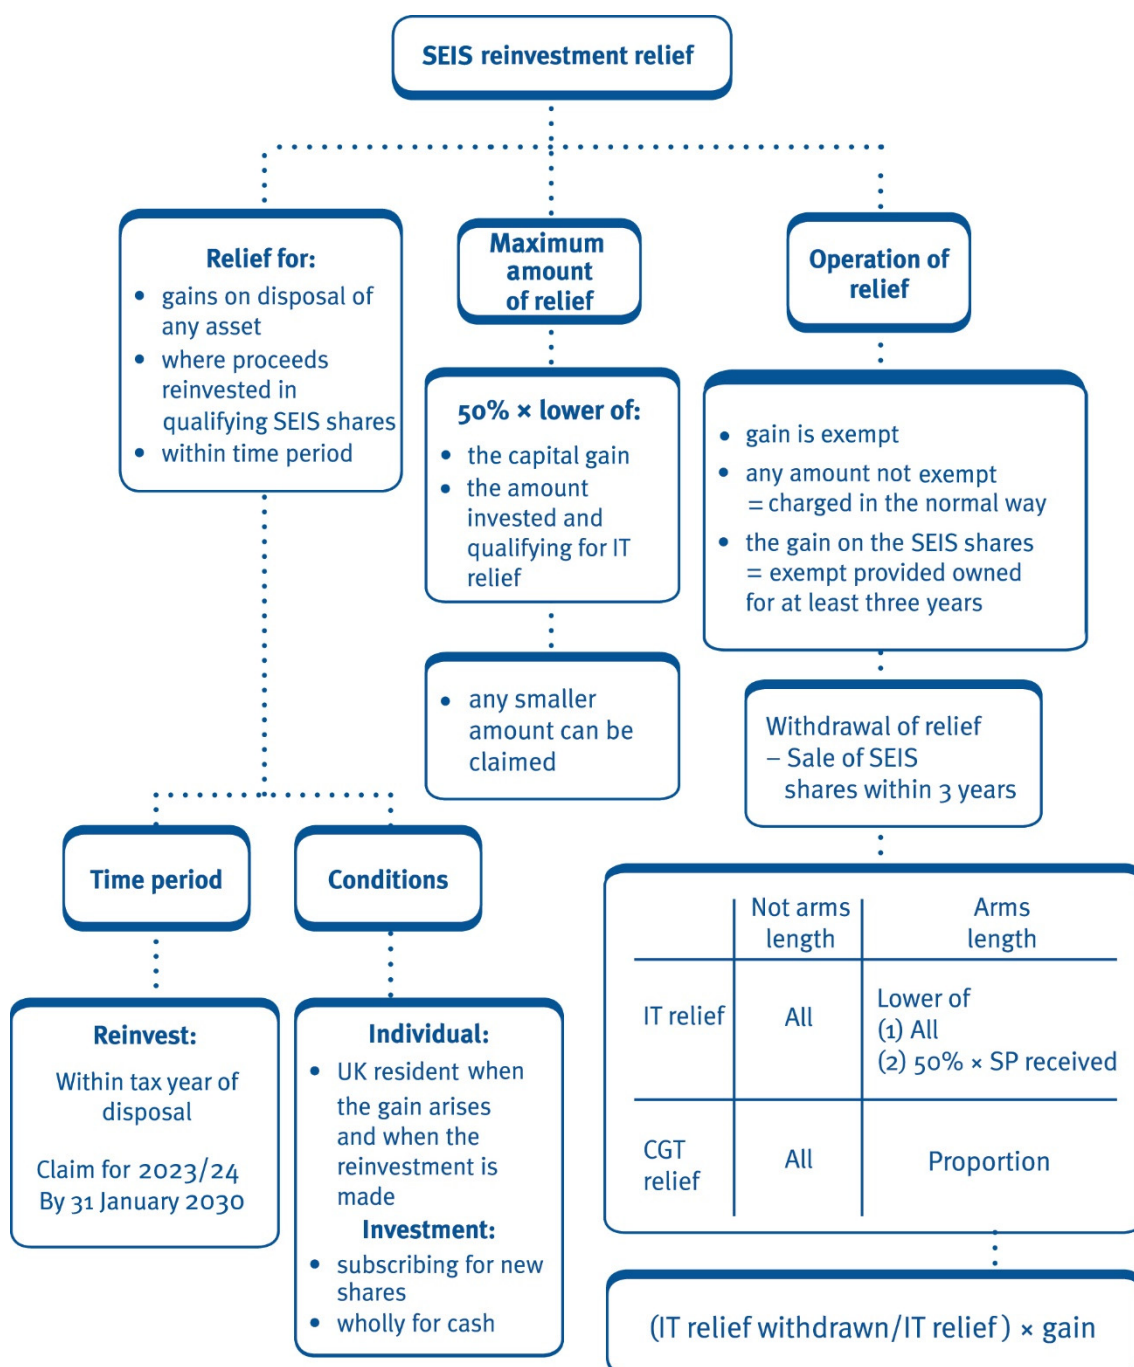 SEIS reinvestment relief
Relief for:
• gains on disposal of
any asset
• where proceeds
reinvested in
qualifying SEIS shares
• within time period
Maximum
amount
of relief
50% × lower of:
• the capital gain
• the amount
invested and
qualifying for IT
relief
• any smaller
amount can be
claimed
Operation of
relief
• gain is exempt
• any amount not exempt
= charged in the normal way
• the gain on the SEIS shares
= exempt provided owned
for at least three years
Withdrawal of relief
– Sale of SEIS
shares within 3 years
Time period
Reinvest:
Within tax year of
disposal
Claim for 2023/24
By 31 January 2030
Conditions
Individual:
• UK resident when
the gain arises
and when the
reinvestment is
made
Investment:
• subscribing for new
shares
• wholly for cash
Not arms
length
Arms
length
IT relief
All
Lower of
(1) All
(2) 50% × SP received
CGT
relief
All
Proportion
(IT relief withdrawn/IT relief) × gain